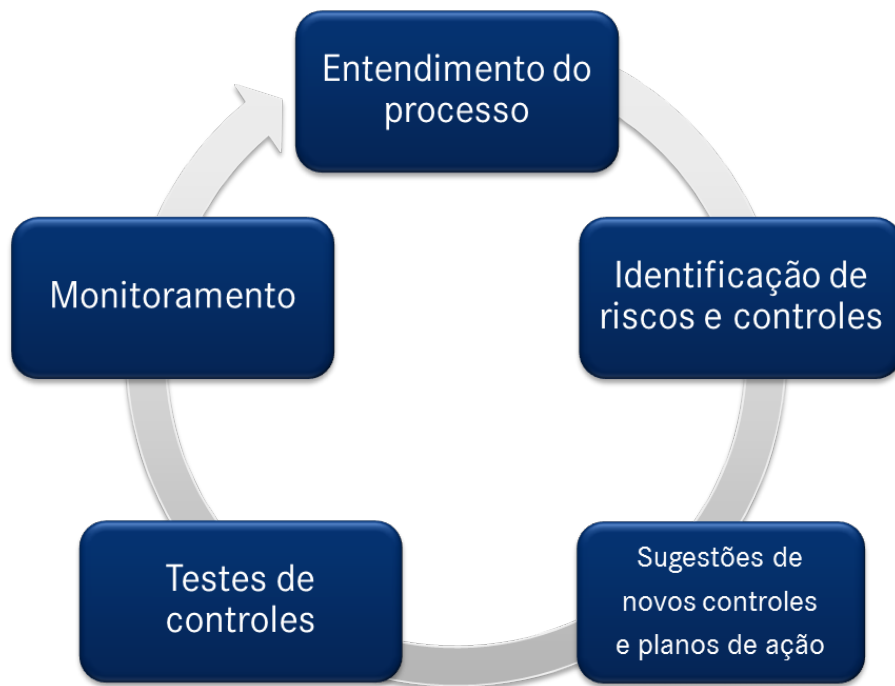 Entendimento do
processo
Identificação de
riscos e controles
Sugestões de
novos controles
e planos de ação
Testes de
controles
Monitoramento